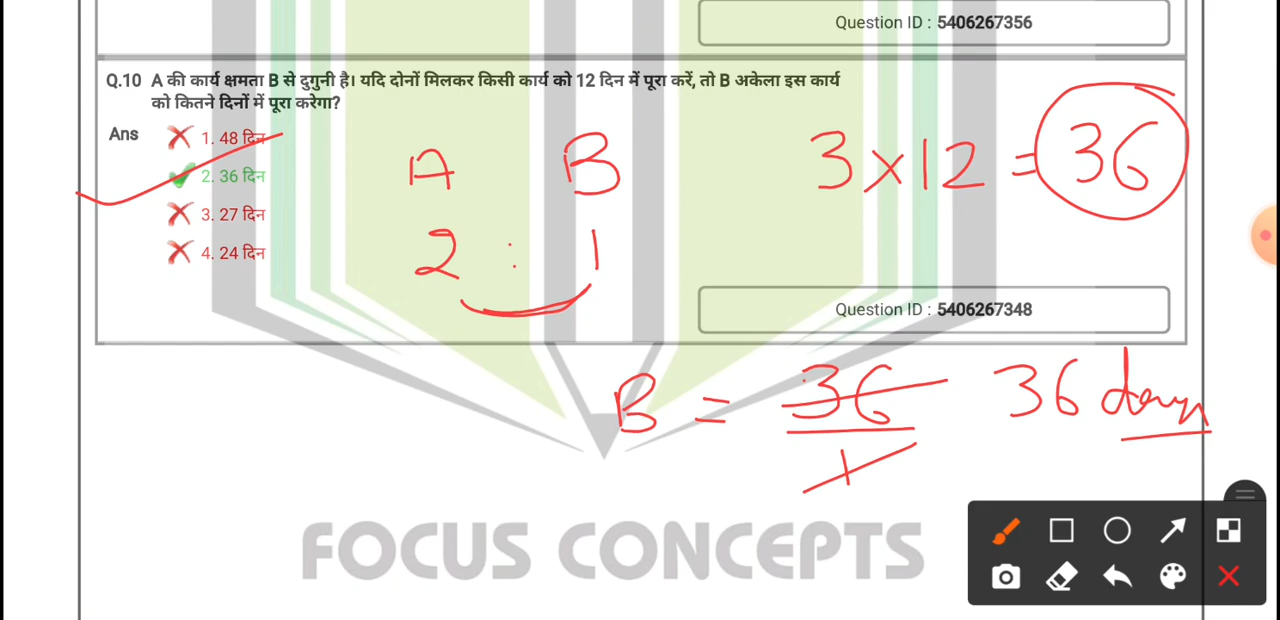 Question ID : 5406267356
Q.10 A की कार्य क्षमता B से दुगुनी है। यदि दोनों मिलकर किसी कार्य को 12 दिन में पूरा करें, तो B अकेला इस कार्य
को कितने दिनों में पूरा करेगा?
Ans 1. 48 दिन
2. 36 दिन
3. 27 दिन
4. 24 दिन
A B
2 : 1
3 × 12 = 36
Question ID : 5406267348
B = 36 36 days
1
FOCUS CONCEPTS